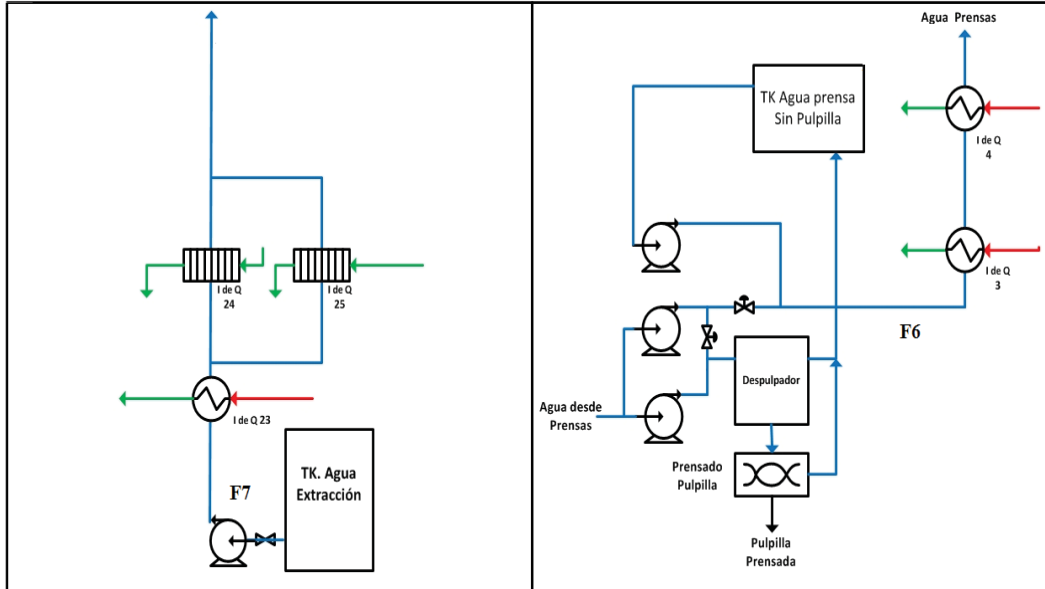 I de Q
24
I de Q
25
I de Q 23
F7
TK. Agua
Extracción
Agua Prensas
TK Agua prensa
Sin Pulpilla
I de Q
4
I de Q
3
F6
Despulpador
Agua desde
Prensas
Prensado
Pulpilla
Pulpilla
Prensada